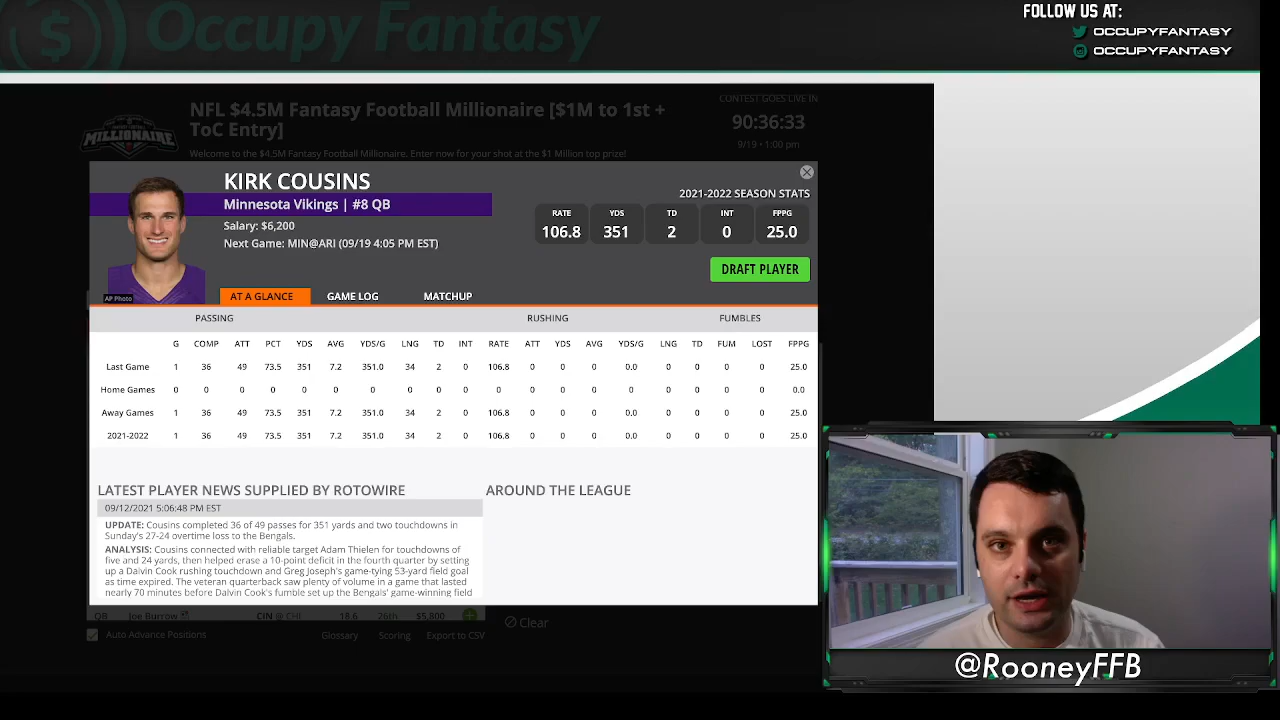 Occupy Fantasy
FOLLOW US AT:
OCCUPYFANTASY
OCCUPYFANTASY
MILLIONAIRE
NFL $4.5M Fantasy Football Millionaire [$1M to 1st +
ToC Entry]
Welcome to the $4.5M Fantasy Football Millionaire. Enter now for your shot at the $1 Million top prize!
CONTEST GOES LIVE IN
90:36:33
9/19 • 1:00 pm
KIRK COUSINS
Minnesota Vikings | #8 QB
Salary: $6,200
Next Game: MIN@ARI (09/19 4:05 PM EST)
AP Photo
2021-2022 SEASON STATS
RATE YDS TD INT FPPG
106.8 351 2 0 25.0
DRAFT PLAYER
AT A GLANCE GAME LOG MATCHUP
PASSING RUSHING FUMBLES
G COMP ATT PCT YDS AVG YDS/G LNG TD INT RATE ATT YDS AVG YDS/G LNG TD FUM LOST FPPG
Last Game 1 36 49 73.5 351 7.2 351.0 34 2 0 106.8 0 0 0 0.0 0 0 0 0 25.0
Home Games 0 0 0 0 0 0 0 0 0 0 0 0 0 0 0.0 0 0 0 0 0.0
Away Games 1 36 49 73.5 351 7.2 351.0 34 2 0 106.8 0 0 0 0.0 0 0 0 0 25.0
2021-2022 1 36 49 73.5 351 7.2 351.0 34 2 0 106.8 0 0 0 0.0 0 0 0 0 25.0
LATEST PLAYER NEWS SUPPLIED BY ROTOWIRE
AROUND THE LEAGUE
09/12/2021 5:06:48 PM EST
UPDATE: Cousins completed 36 of 49 passes for 351 yards and two touchdowns in
Sunday's 27-24 overtime loss to the Bengals.
ANALYSIS: Cousins connected with reliable target Adam Thielen for touchdowns of
five and 24 yards, then helped erase a 10-point deficit in the fourth quarter by setting
up a Dalvin Cook rushing touchdown and Greg Joseph's game-tying 53-yard field goal
as time expired. The veteran quarterback saw plenty of volume in a game that lasted
nearly 70 minutes before Dalvin Cook's fumble set up the Bengals' game-winning field
QB Joe Burrow CIN @ CHI 18.6 26th $5,800
Clear
Auto Advance Positions Glossary Scoring Export to CSV
@RooneyFFB